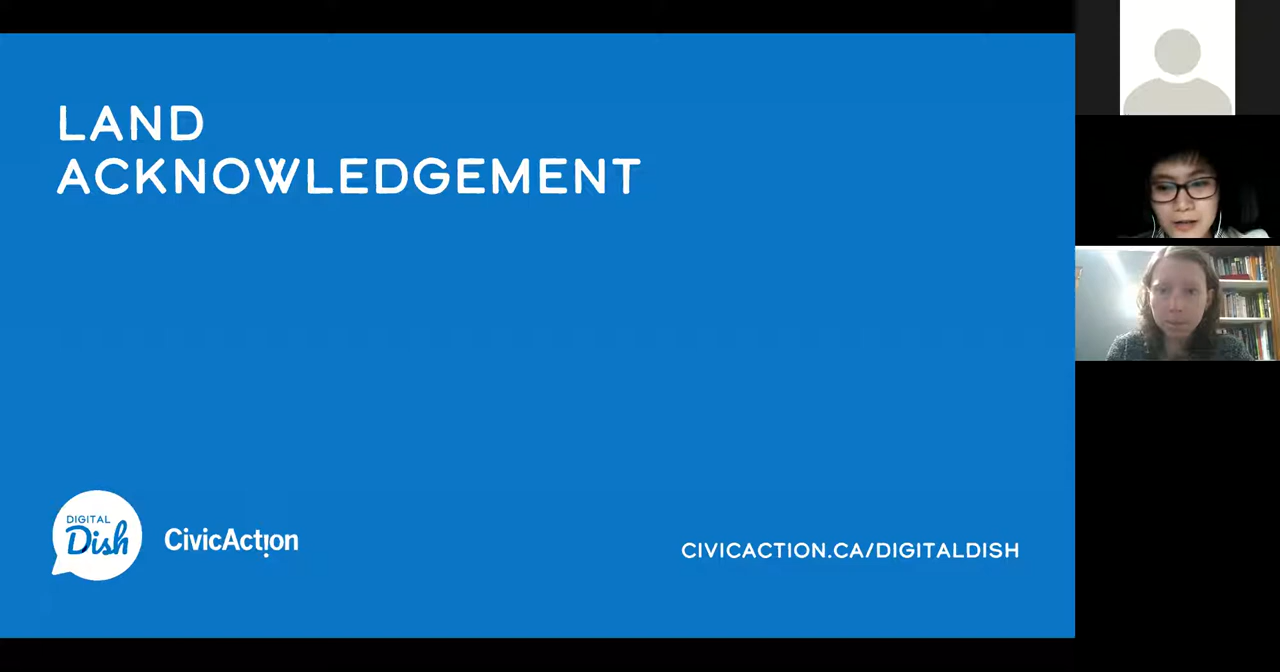 LAND
ACKNOWLEDGEMENT
DIGITAL
Dish
CivicAction
CIVICACTION.CA/DIGITALDISH